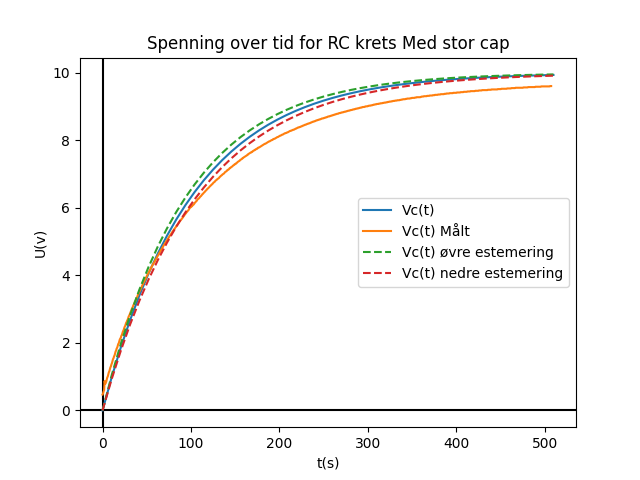 Spenning over tid for RC krets Med stor cap
U(v)
10
8
6
4
2
0
Vc(t)
Vc(t) Målt
Vc(t) øvre estemering
Vc(t) nedre estemering
0 100 200 300 400 500
t(s)